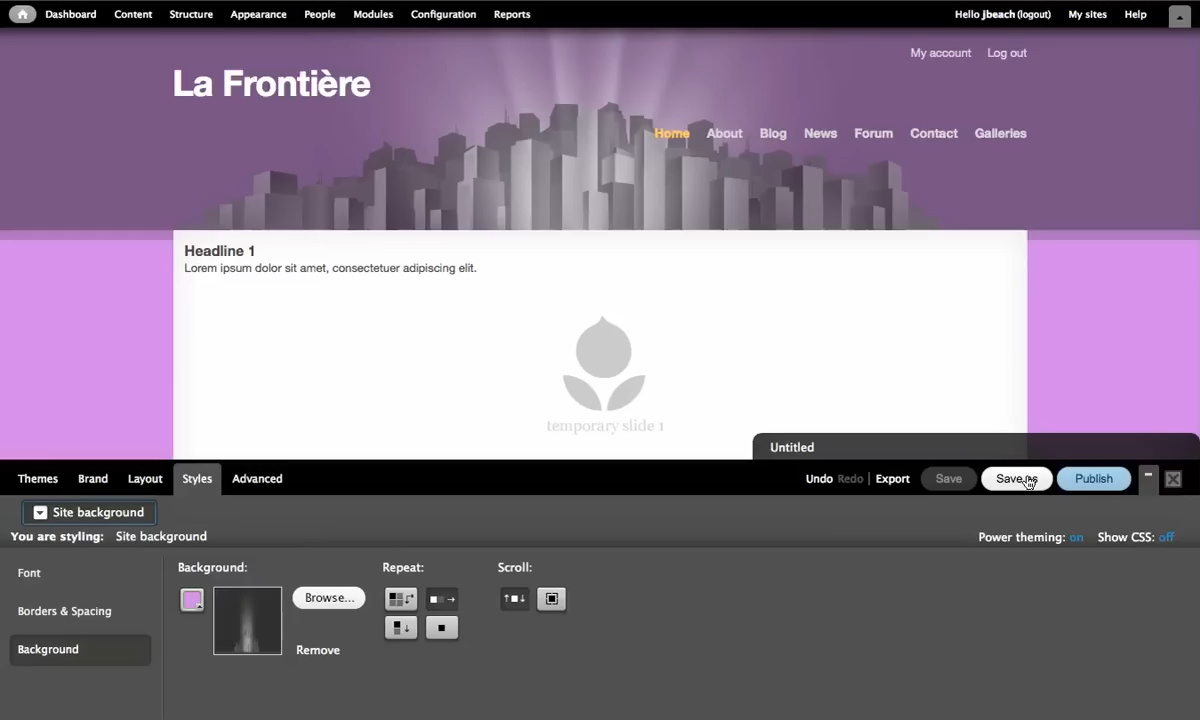 Dashboard Content Structure Appearance People Modules Configuration Reports Hello jbeach (logout) My sites Help
My account Log out
La Frontière
Home About Blog News Forum Contact Galleries
Headline 1
Lorem ipsum dolor sit amet, consectetuer adipiscing elit.
temporary slide 1
Untitled
Themes Brand Layout Styles Advanced Undo Redo | Export Save Save as Publish
Site background
You are styling: Site background Power theming: on Show CSS: off
Font Background: Repeat: Scroll:
Browse...
Borders & Spacing
Background Remove